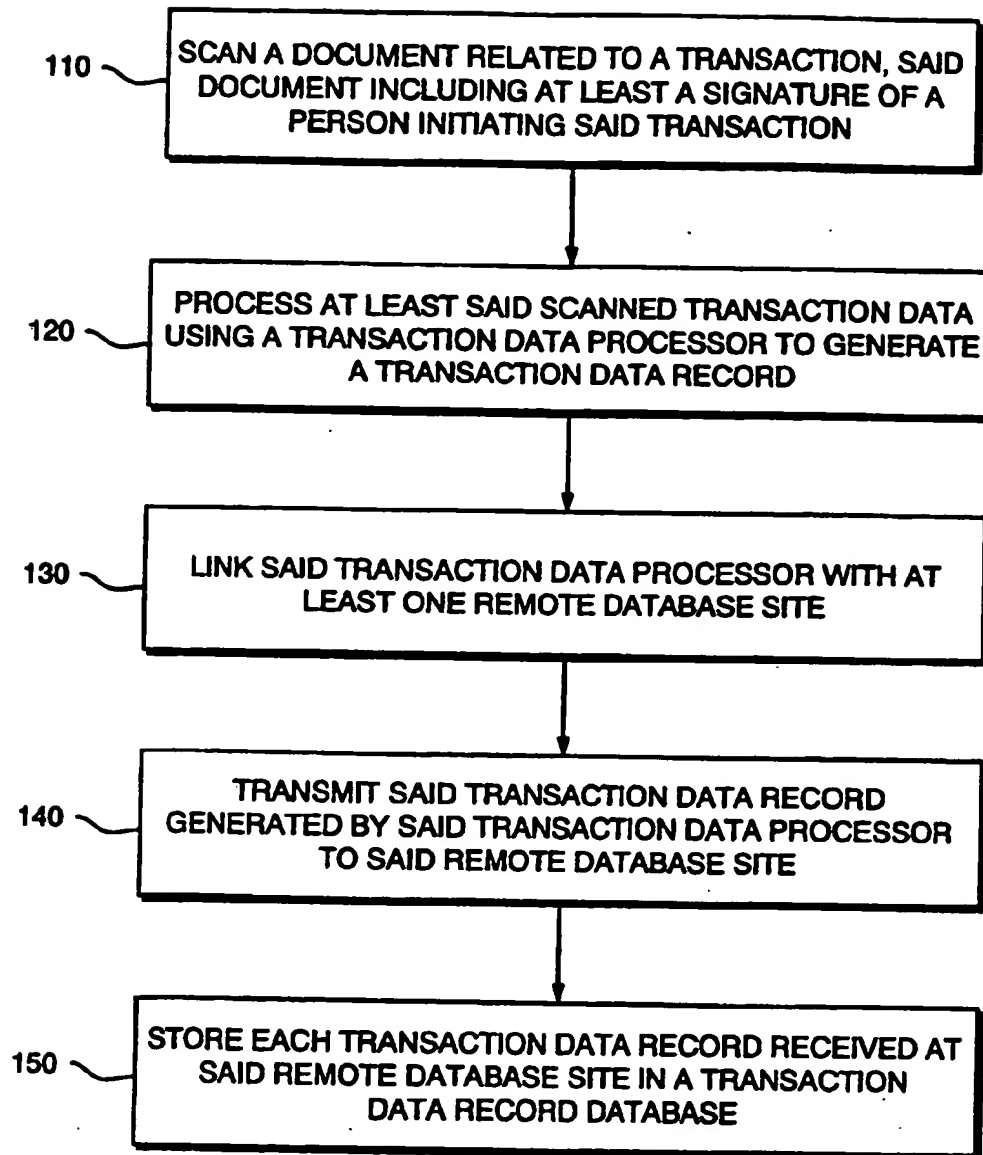 110
SCAN A DOCUMENT RELATED TO A TRANSACTION, SAID
DOCUMENT INCLUDING AT LEAST A SIGNATURE OF A
PERSON INITIATING SAID TRANSACTION
120
PROCESS AT LEAST SAID SCANNED TRANSACTION DATA
USING A TRANSACTION DATA PROCESSOR TO GENERATE
A TRANSACTION DATA RECORD
130
LINK SAID TRANSACTION DATA PROCESSOR WITH AT
LEAST ONE REMOTE DATABASE SITE
140
TRANSMIT SAID TRANSACTION DATA RECORD
GENERATED BY SAID TRANSACTION DATA PROCESSOR
TO SAID REMOTE DATABASE SITE
150
STORE EACH TRANSACTION DATA RECORD RECEIVED AT
SAID REMOTE DATABASE SITE IN A TRANSACTION
DATA RECORD DATABASE